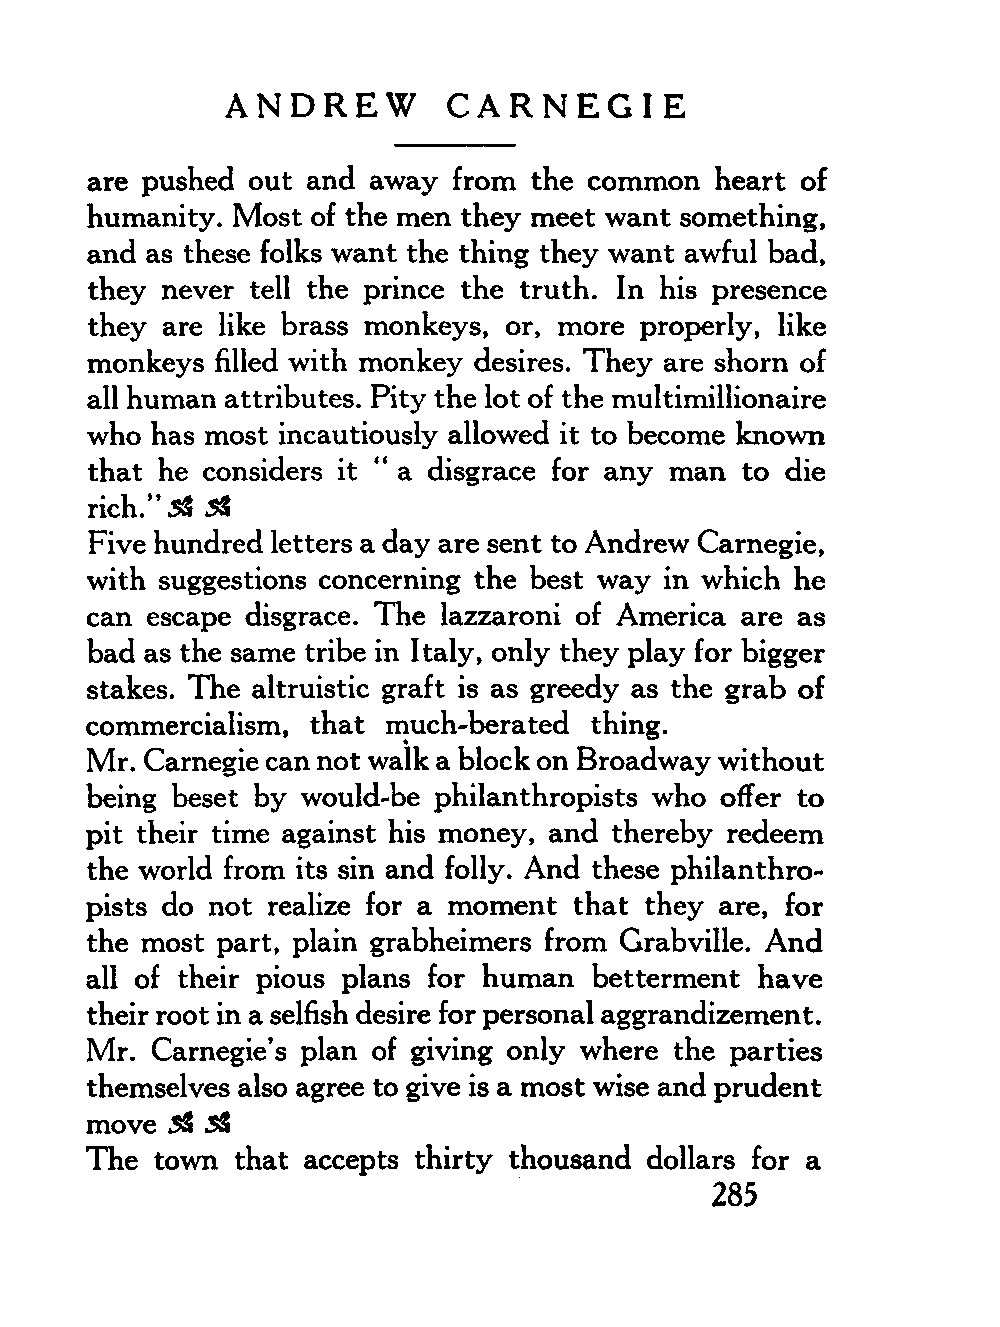 ANDREW CARNEGIE
are pushed out and away from the common heart of
humanity. Most of the men they meet want something,
and as these folks want the thing they want awful bad,
they never tell the prince the truth. In his presence
they are like brass monkeys, or, more properly, like
monkeys filled with monkey desires. They are shorn of
all human attributes. Pity the lot of the multimillionaire
who has most incautiously allowed it to become known
that he considers it “ a disgrace for any man to die
rich.”
Five hundred letters a day are sent to Andrew Carnegie,
with suggestions concerning the best way in which he
can escape disgrace. The lazzaroni of America are as
bad as the same tribe in Italy, only they play for bigger
stakes. The altruistic graft is as greedy as the grab of
commercialism, that much-berated thing.
Mr. Carnegie can not walk a block on Broadway without
being beset by would-be philanthropists who offer to
pit their time against his money, and thereby redeem
the world from its sin and folly. And these philanthro-
pists do not realize for a moment that they are, for
the most part, plain grabheimers from Grabville. And
all of their pious plans for human betterment have
their root in a selfish desire for personal aggrandizement.
Mr. Carnegie's plan of giving only where the parties
themselves also agree to give is a most wise and prudent
move
The town that accepts thirty thousand dollars for a
285